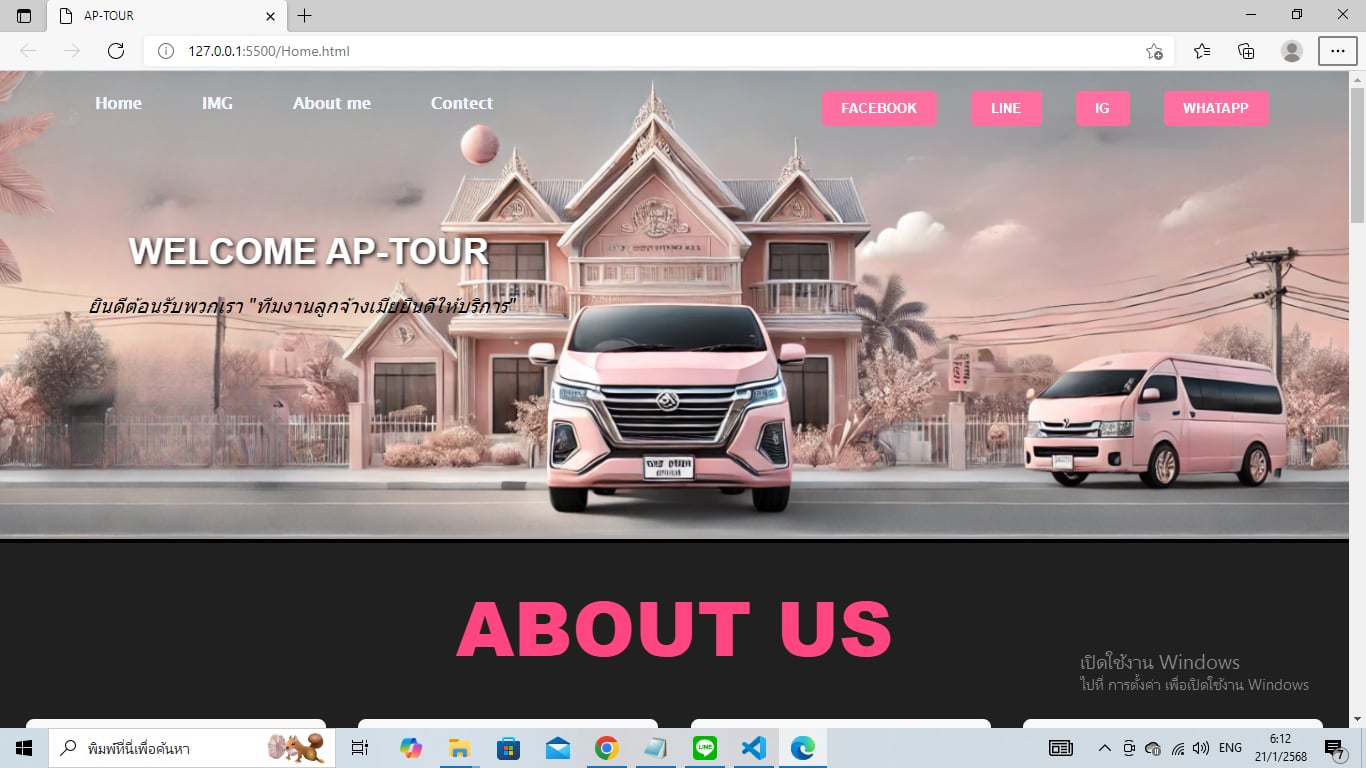 AP-TOUR
127.0.0.1:5500/Home.html
Home IMG About me Contect
FACEBOOK LINE IG WHATAPP
WELCOME AP-TOUR
ยินดีต้อนรับพวกเรา "ทีมงานลูกจ้างเมียยินดีให้บริการ"
ABOUT US
เปิดใช้งาน Windows
ไปที่ การตั้งค่า เพื่อเปิดใช้งาน Windows
พิมพ์ที่นี่เพื่อค้นหา
LINE
ENG
6:12
21/1/2568
7